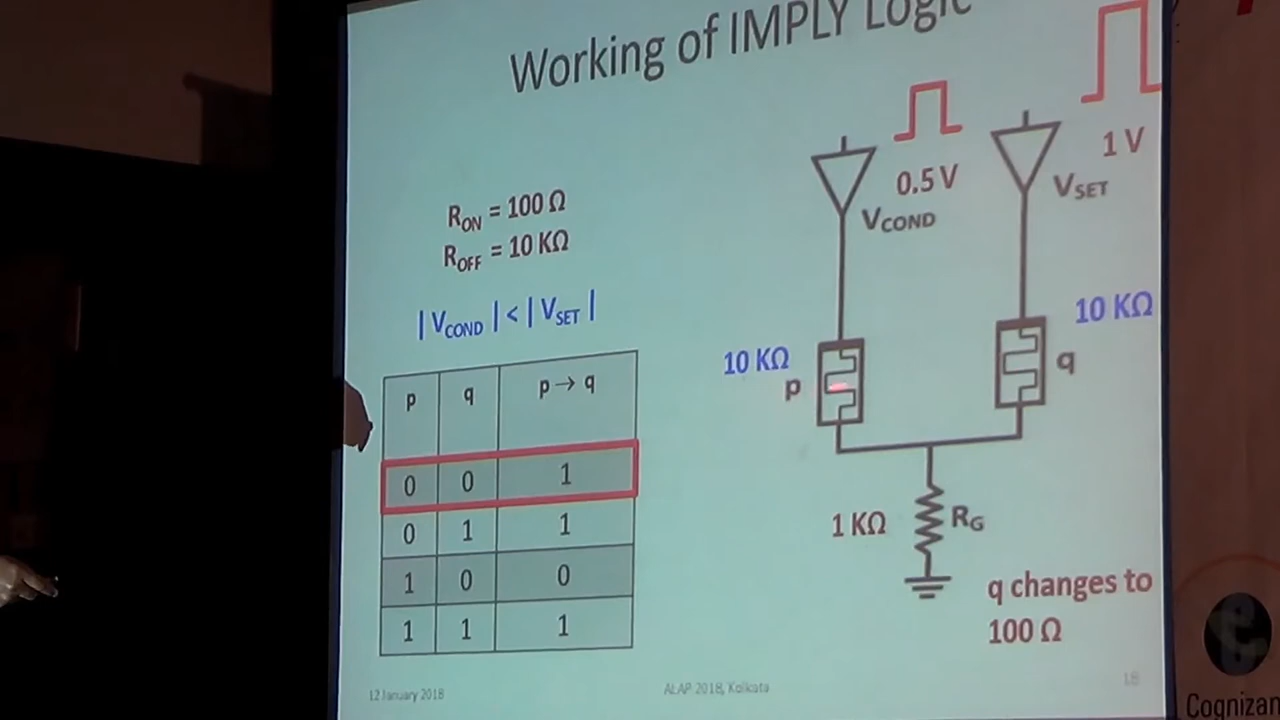 Working of IMPLY Logic
R_ON = 100 Ω
R_OFF = 10 KΩ
| V_COND | < | V_SET |
p q p → q
0 0 1
0 1 1
1 0 0
1 1 1
0.5 V
V_COND
1 V
V_SET
10 KΩ
p
10 KΩ
q
1 KΩ
R_G
q changes to
100 Ω
12 January 2018
ALAP 2018, Kolkata
18